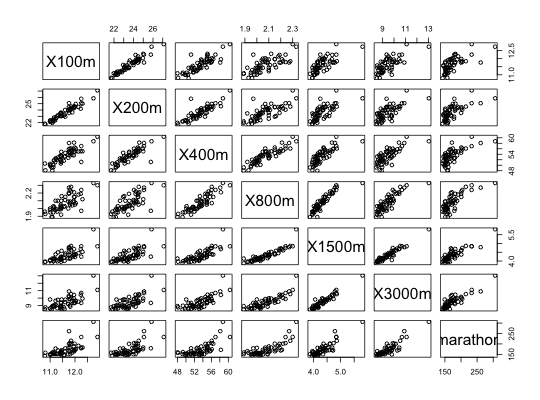 22 24 26
1.9 2.1 2.3
9 11 13
X100m
11.0 12.5
22 25
X200m
X400m
48 54 60
1.9 2.2
X800m
X1500m
4.0 5.5
9 11
X3000m
marathon
150 250
11.0 12.0
48 52 56 60
4.0 5.0
150 250